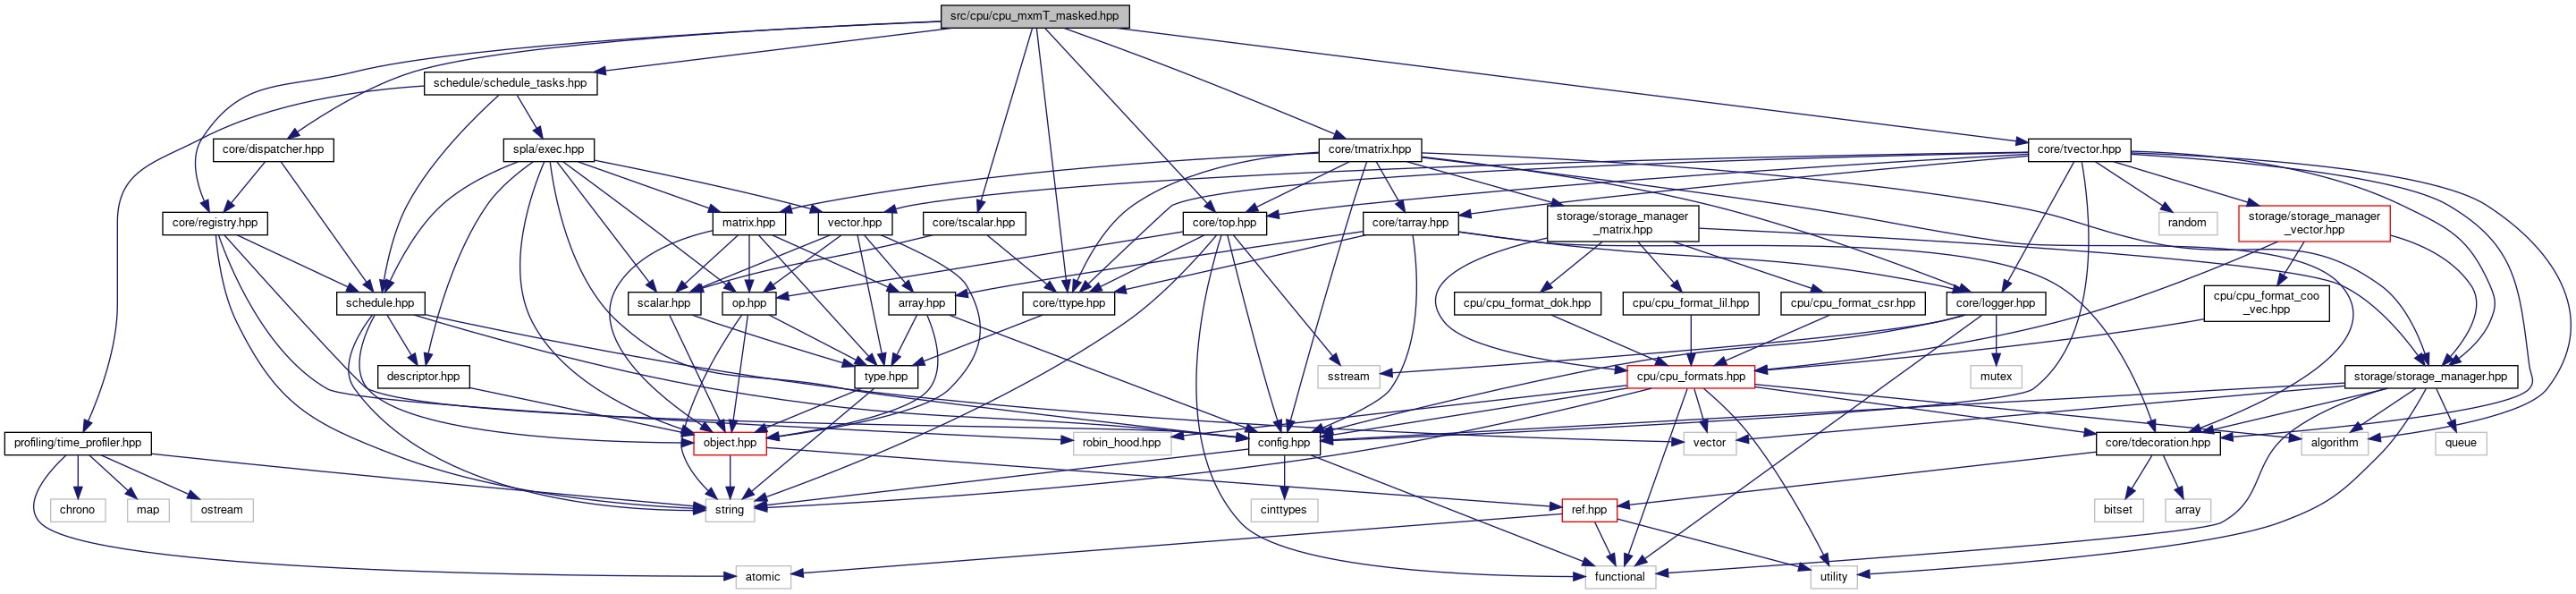 src/cpu/cpu_mxmT_masked.hpp
schedule/schedule_tasks.hpp
core/dispatcher.hpp
spla/exec.hpp
core/tmatrix.hpp
core/tvector.hpp
core/registry.hpp
matrix.hpp
vector.hpp
core/tscalar.hpp
core/top.hpp
core/tarray.hpp
storage/storage_manager
_matrix.hpp
random
storage/storage_manager
_vector.hpp
schedule.hpp
scalar.hpp
op.hpp
array.hpp
core/ttype.hpp
cpu/cpu_format_dok.hpp
cpu/cpu_format_lil.hpp
cpu/cpu_format_csr.hpp
core/logger.hpp
cpu/cpu_format_coo
_vec.hpp
descriptor.hpp
type.hpp
sstream
cpu/cpu_formats.hpp
mutex
storage/storage_manager.hpp
profiling/time_profiler.hpp
object.hpp
robin_hood.hpp
config.hpp
vector
core/tdecoration.hpp
algorithm
queue
chrono
map
ostream
string
cinttypes
ref.hpp
bitset
array
atomic
functional
utility